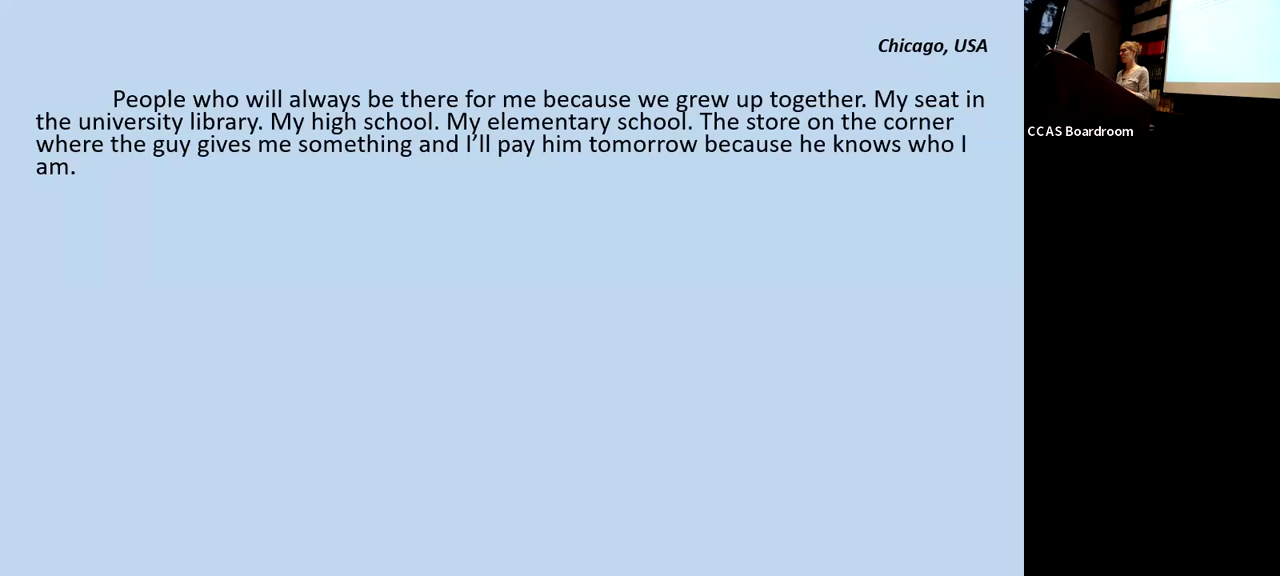 Chicago, USA
People who will always be there for me because we grew up together. My seat in
the university library. My high school. My elementary school. The store on the corner
where the guy gives me something and I’ll pay him tomorrow because he knows who I
am.
CCAS Boardroom